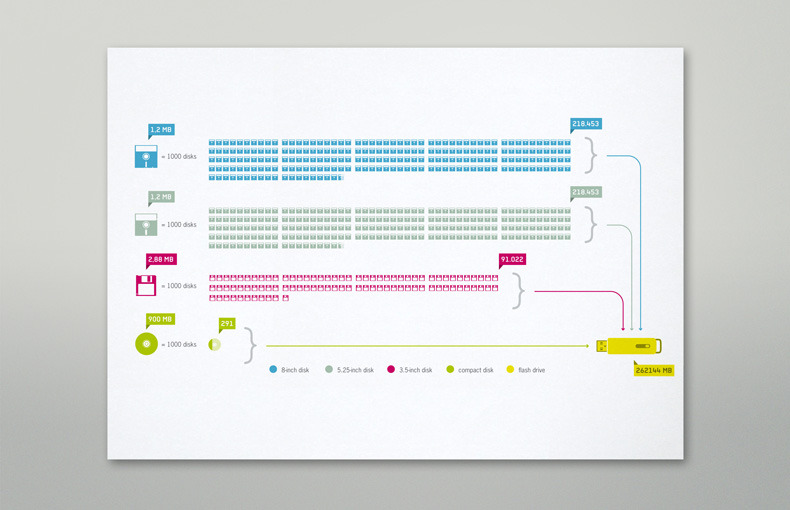 1,2 MB
218.453
= 1000 disks
1,2 MB
218.453
= 1000 disks
2,88 MB
91.022
= 1000 disks
900 MB
291
= 1000 disks
262144 MB
8-inch disk
5.25-inch disk
3.5-inch disk
compact disk
flash drive